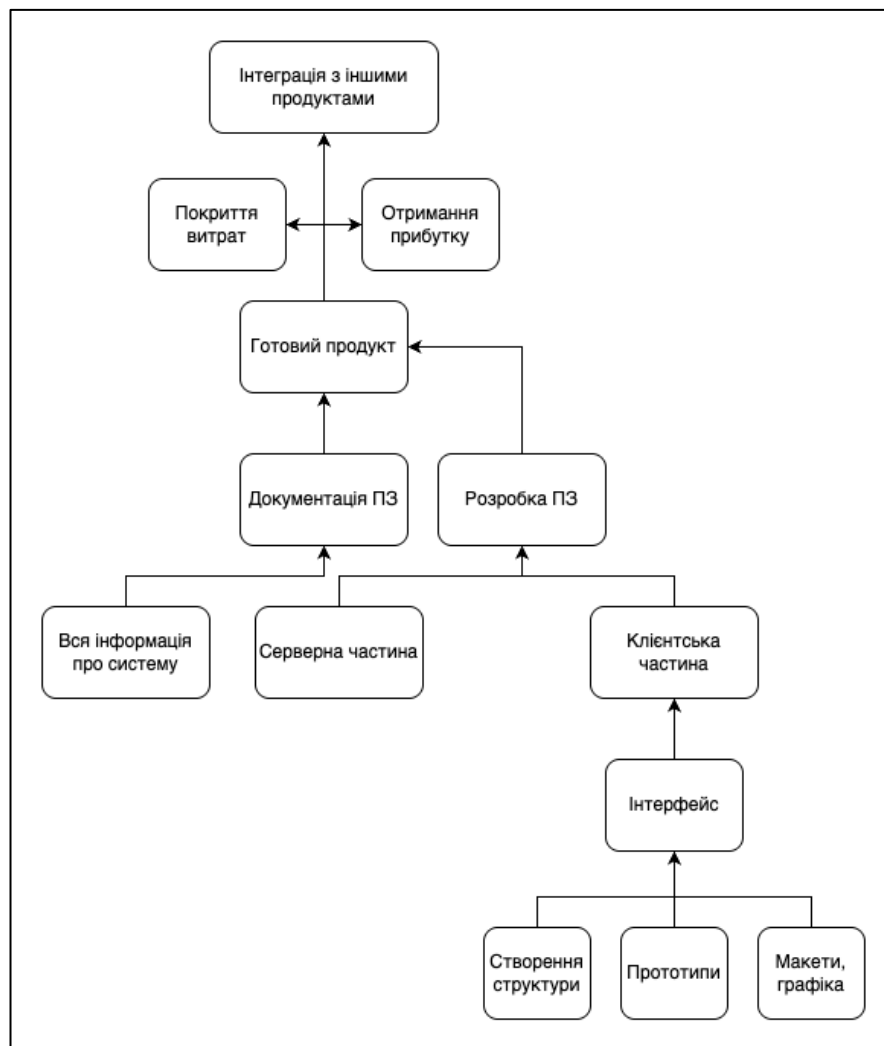 Інтеграція з іншими
продуктами
Покриття
витрат
Отримання
прибутку
Готовий продукт
Документація ПЗ
Розробка ПЗ
Вся інформація
про систему
Серверна частина
Клієнтська
частина
Інтерфейс
Створення
структури
Прототипи
Макети,
графіка